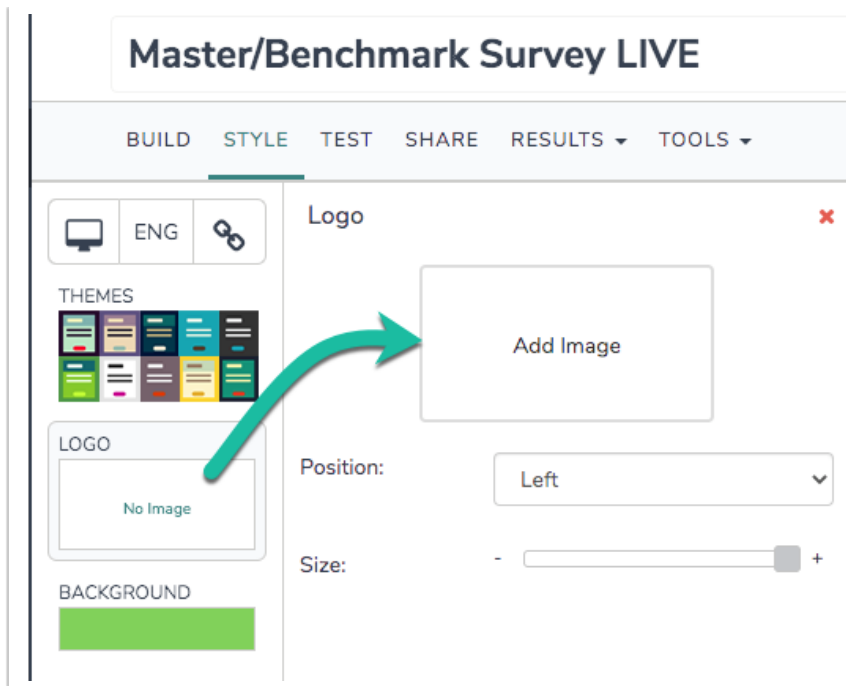 Master/Benchmark Survey LIVE
BUILD STYLE TEST SHARE RESULTS TOOLS
ENG
Logo
THEMES
Add Image
LOGO
No Image
Position:
Left
Size:
- +
BACKGROUND